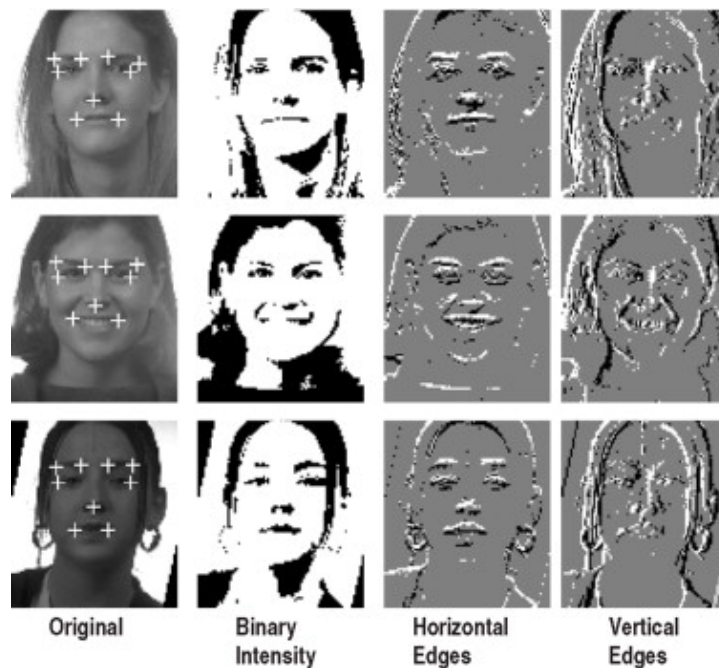 Original
Binary
Intensity
Horizontal
Edges
Vertical
Edges